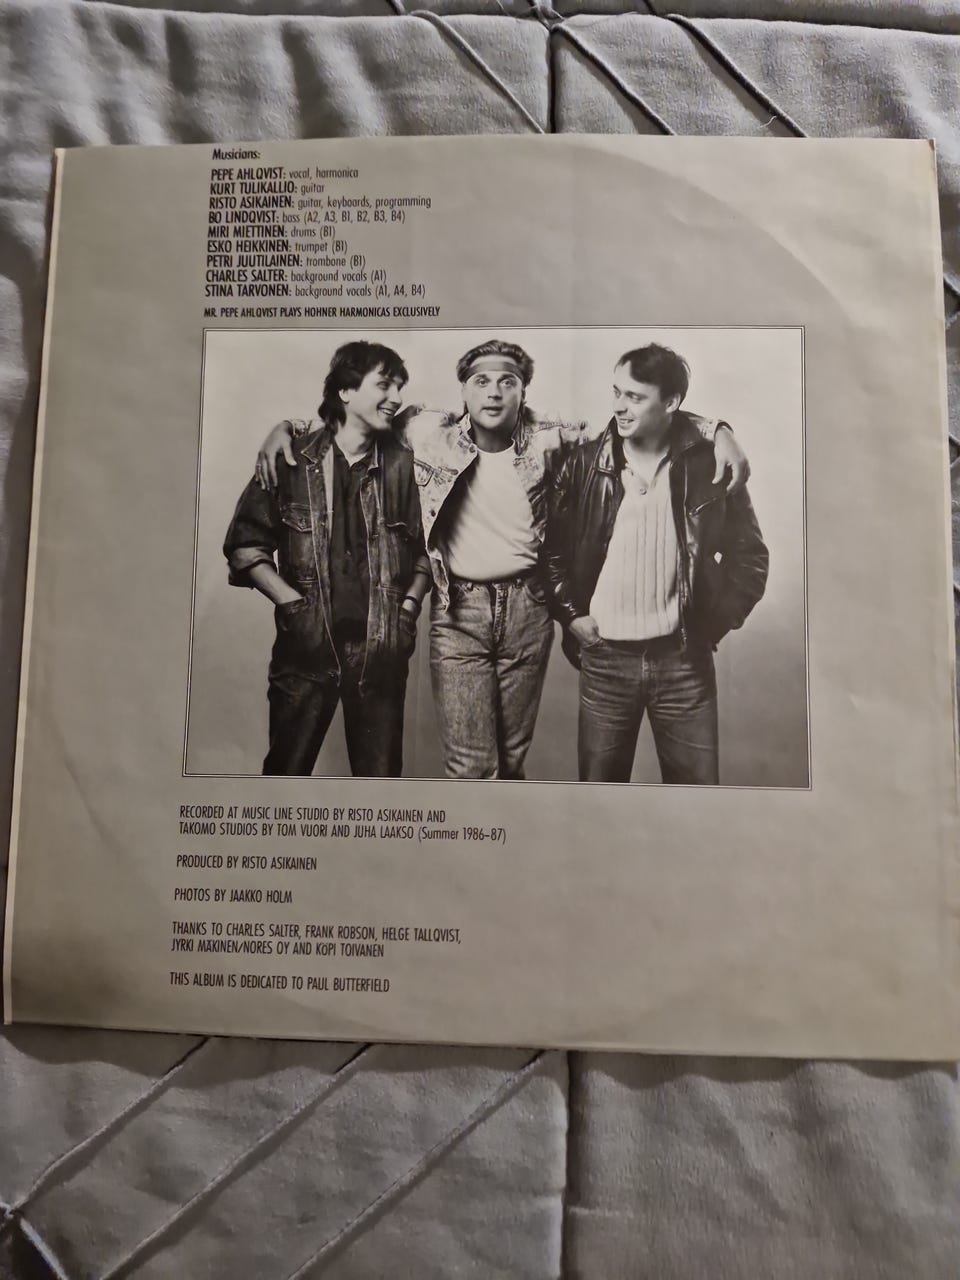 Musicians:
PEPE AHLQVIST: vocal, harmonica
KURT TULIKALLIO: guitar
RISTO ASIKAINEN: guitar, keyboards, programming
BO LINDQVIST: bass (A2, A3, B1, B2, B3, B4)
MIRI MIETTINEN: drums (B1)
ESKO HEIKKINEN: trumpet (B1)
PETRI JUUTILAINEN: trombone (B1)
CHARLES SALTER: background vocals (A1)
STINA TARVONEN: background vocals (A1, A4, B4)
MR. PEPE AHLQVIST PLAYS HOHNER HARMONICAS EXCLUSIVELY
RECORDED AT MUSIC LINE STUDIO BY RISTO ASIKAINEN AND
TAKOMO STUDIOS BY TOM VUORI AND JUHA LAAKSO (Summer 1986-87)
PRODUCED BY RISTO ASIKAINEN
PHOTOS BY JAAKKO HOLM
THANKS TO CHARLES SALTER, FRANK ROBSON, HELGE TALLQVIST,
JYRKI MÄKINEN/NORES OY AND KÖPI TOIVANEN
THIS ALBUM IS DEDICATED TO PAUL BUTTERFIELD